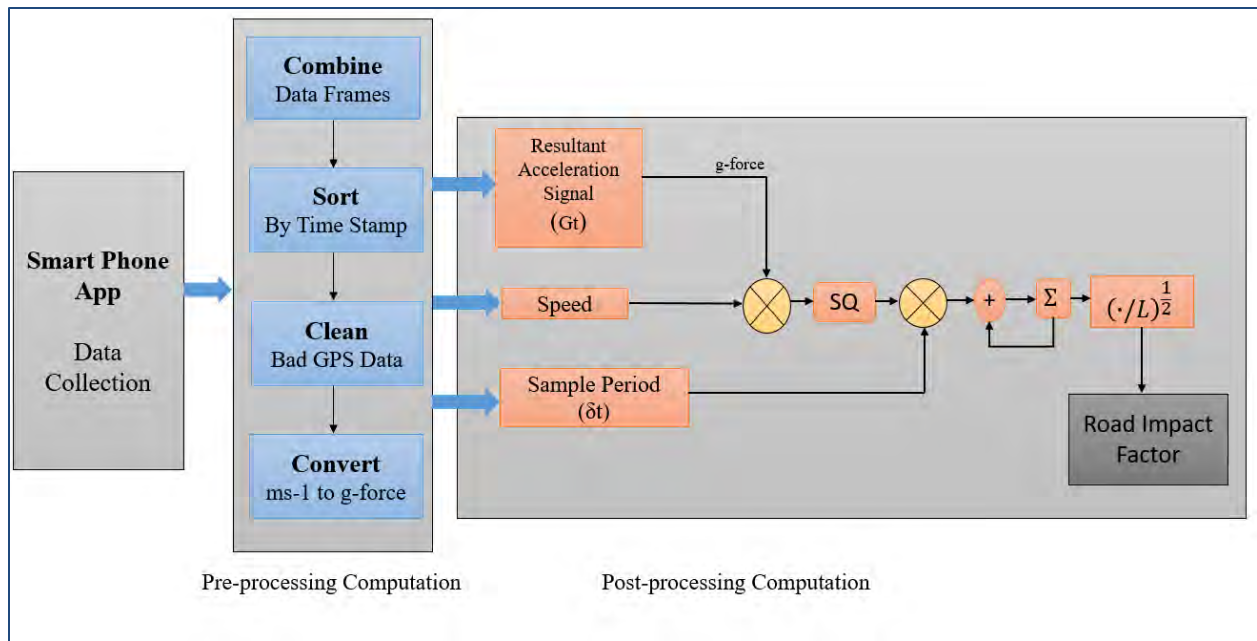 Smart Phone
App
Data
Collection
Combine
Data Frames
Sort
By Time Stamp
Clean
Bad GPS Data
Convert
ms-1 to g-force
Pre-processing Computation
Resultant
Acceleration
Signal
(Gt)
g-force
Speed
SQ
+
Σ
(·/L)^{1/2}
Sample Period
(δt)
Road Impact
Factor
Post-processing Computation